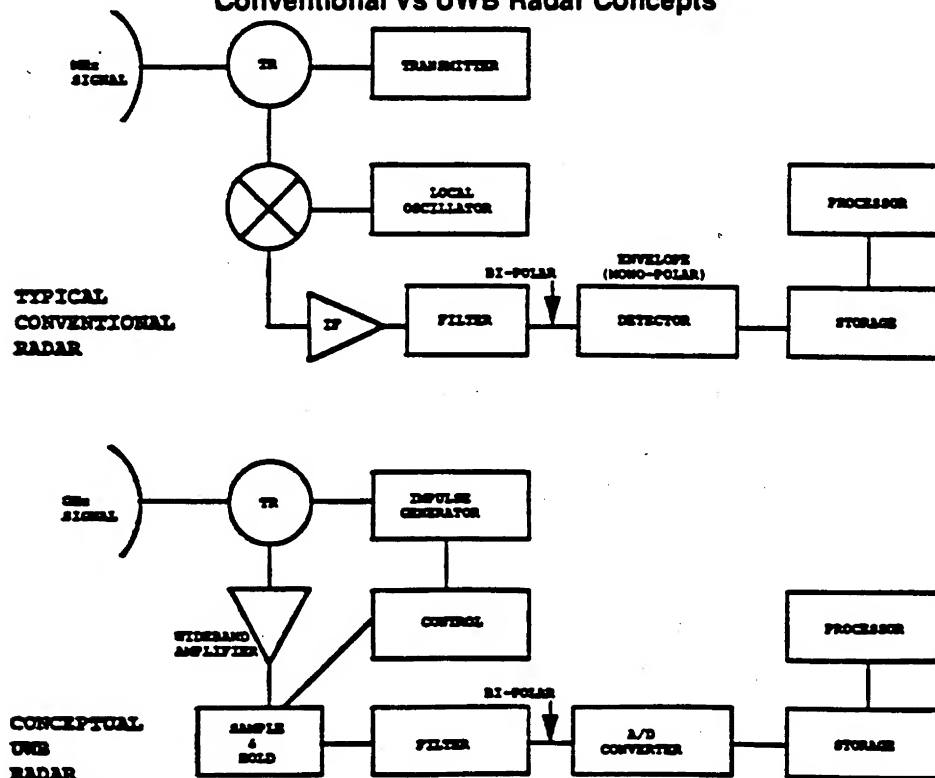 Conventional Vs UWB Radar Concepts
SIGNAL
TR
TRANSMITTER
LOCAL
OSCILLATOR
PROCESSOR
BI-POLAR
ENVELOPE
(MONO-POLAR)
TYPICAL
CONVENTIONAL
RADAR
IF
FILTER
DETECTOR
STORAGE
SIGNAL
TR
IMPULSE
GENERATOR
WIDEBAND
AMPLIFIER
CONTROL
PROCESSOR
BI-POLAR
CONCEPTUAL
UWB
RADAR
SAMPLE
&
HOLD
FILTER
A/D
CONVERTER
STORAGE